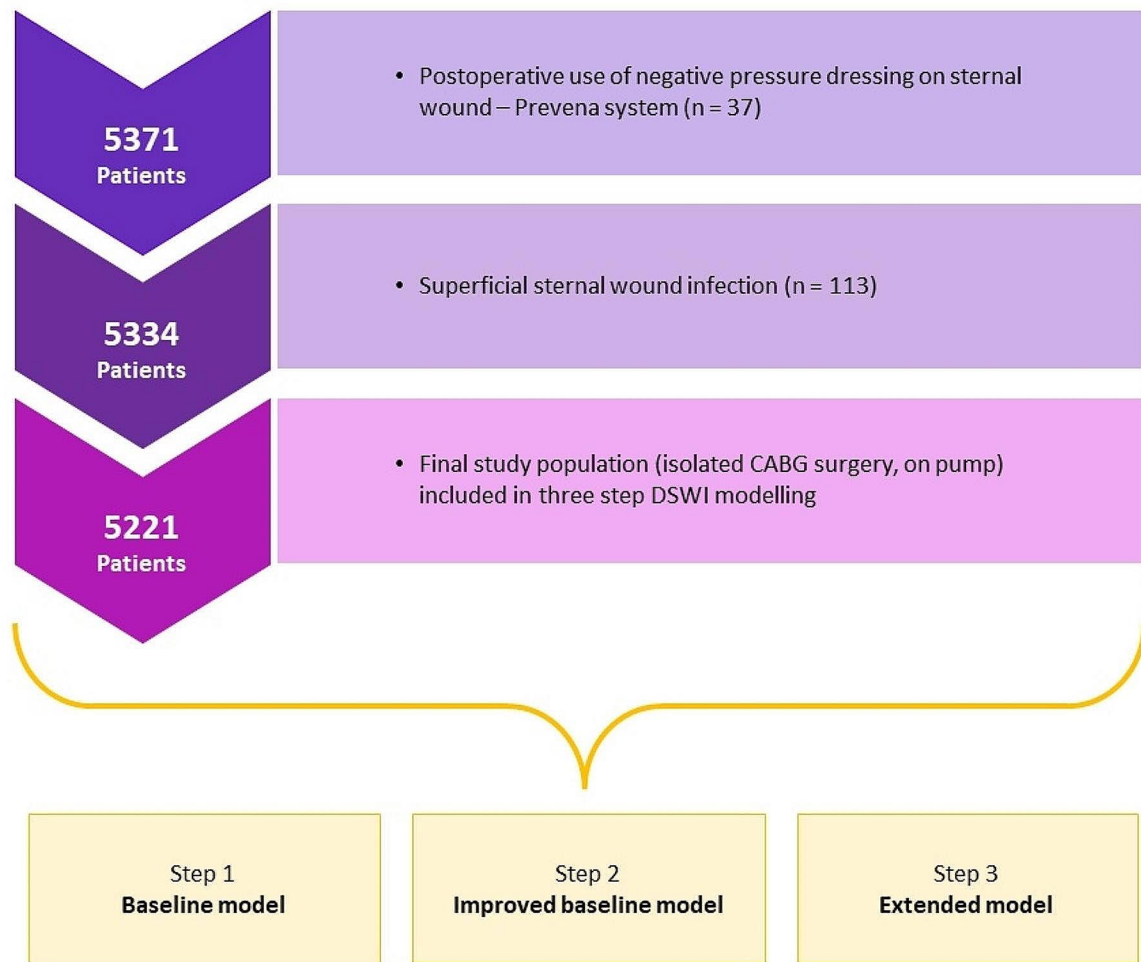 5371
Patients
• Postoperative use of negative pressure dressing on sternal
wound – Prevena system (n = 37)
5334
Patients
• Superficial sternal wound infection (n = 113)
5221
Patients
• Final study population (isolated CABG surgery, on pump)
included in three step DSWI modelling
Step 1
Baseline model
Step 2
Improved baseline model
Step 3
Extended model